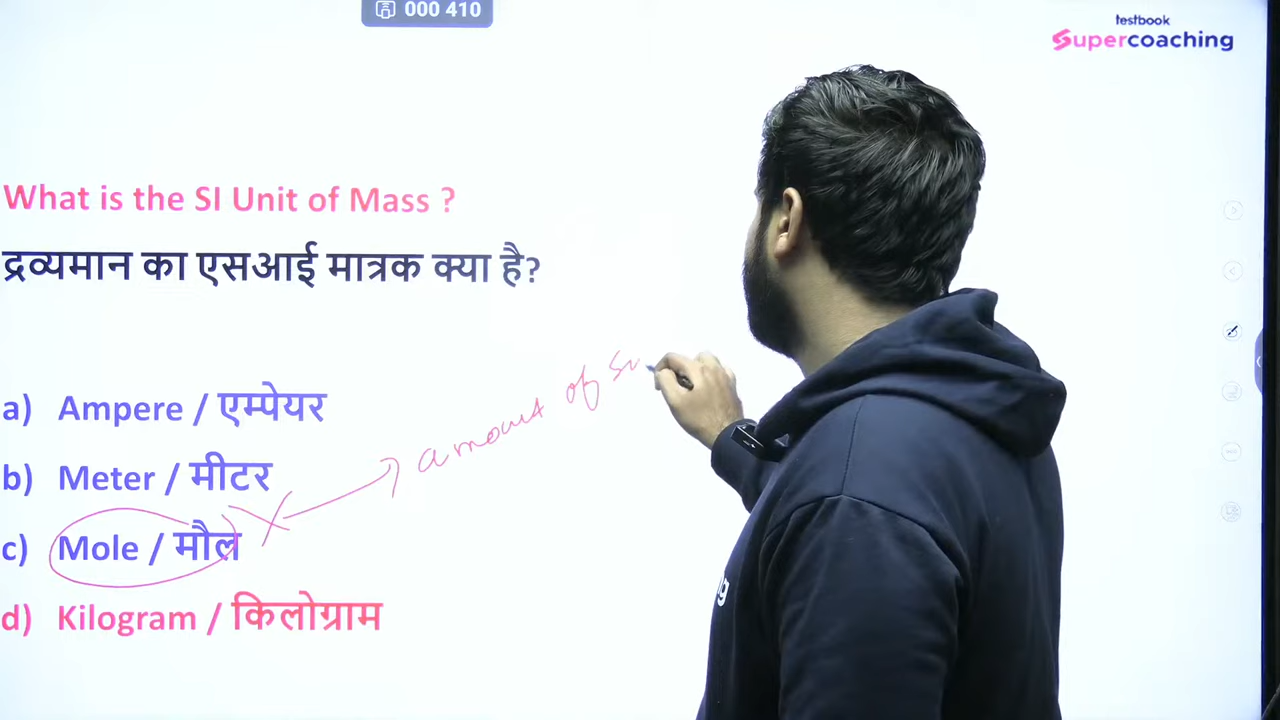 000 410
testbook
Supercoaching
What is the SI Unit of Mass ?
द्रव्यमान का एसआई मात्रक क्या है?
a) Ampere / एम्पेयर
b) Meter / मीटर
c) Mole / मौल
d) Kilogram / किलोग्राम
amount of